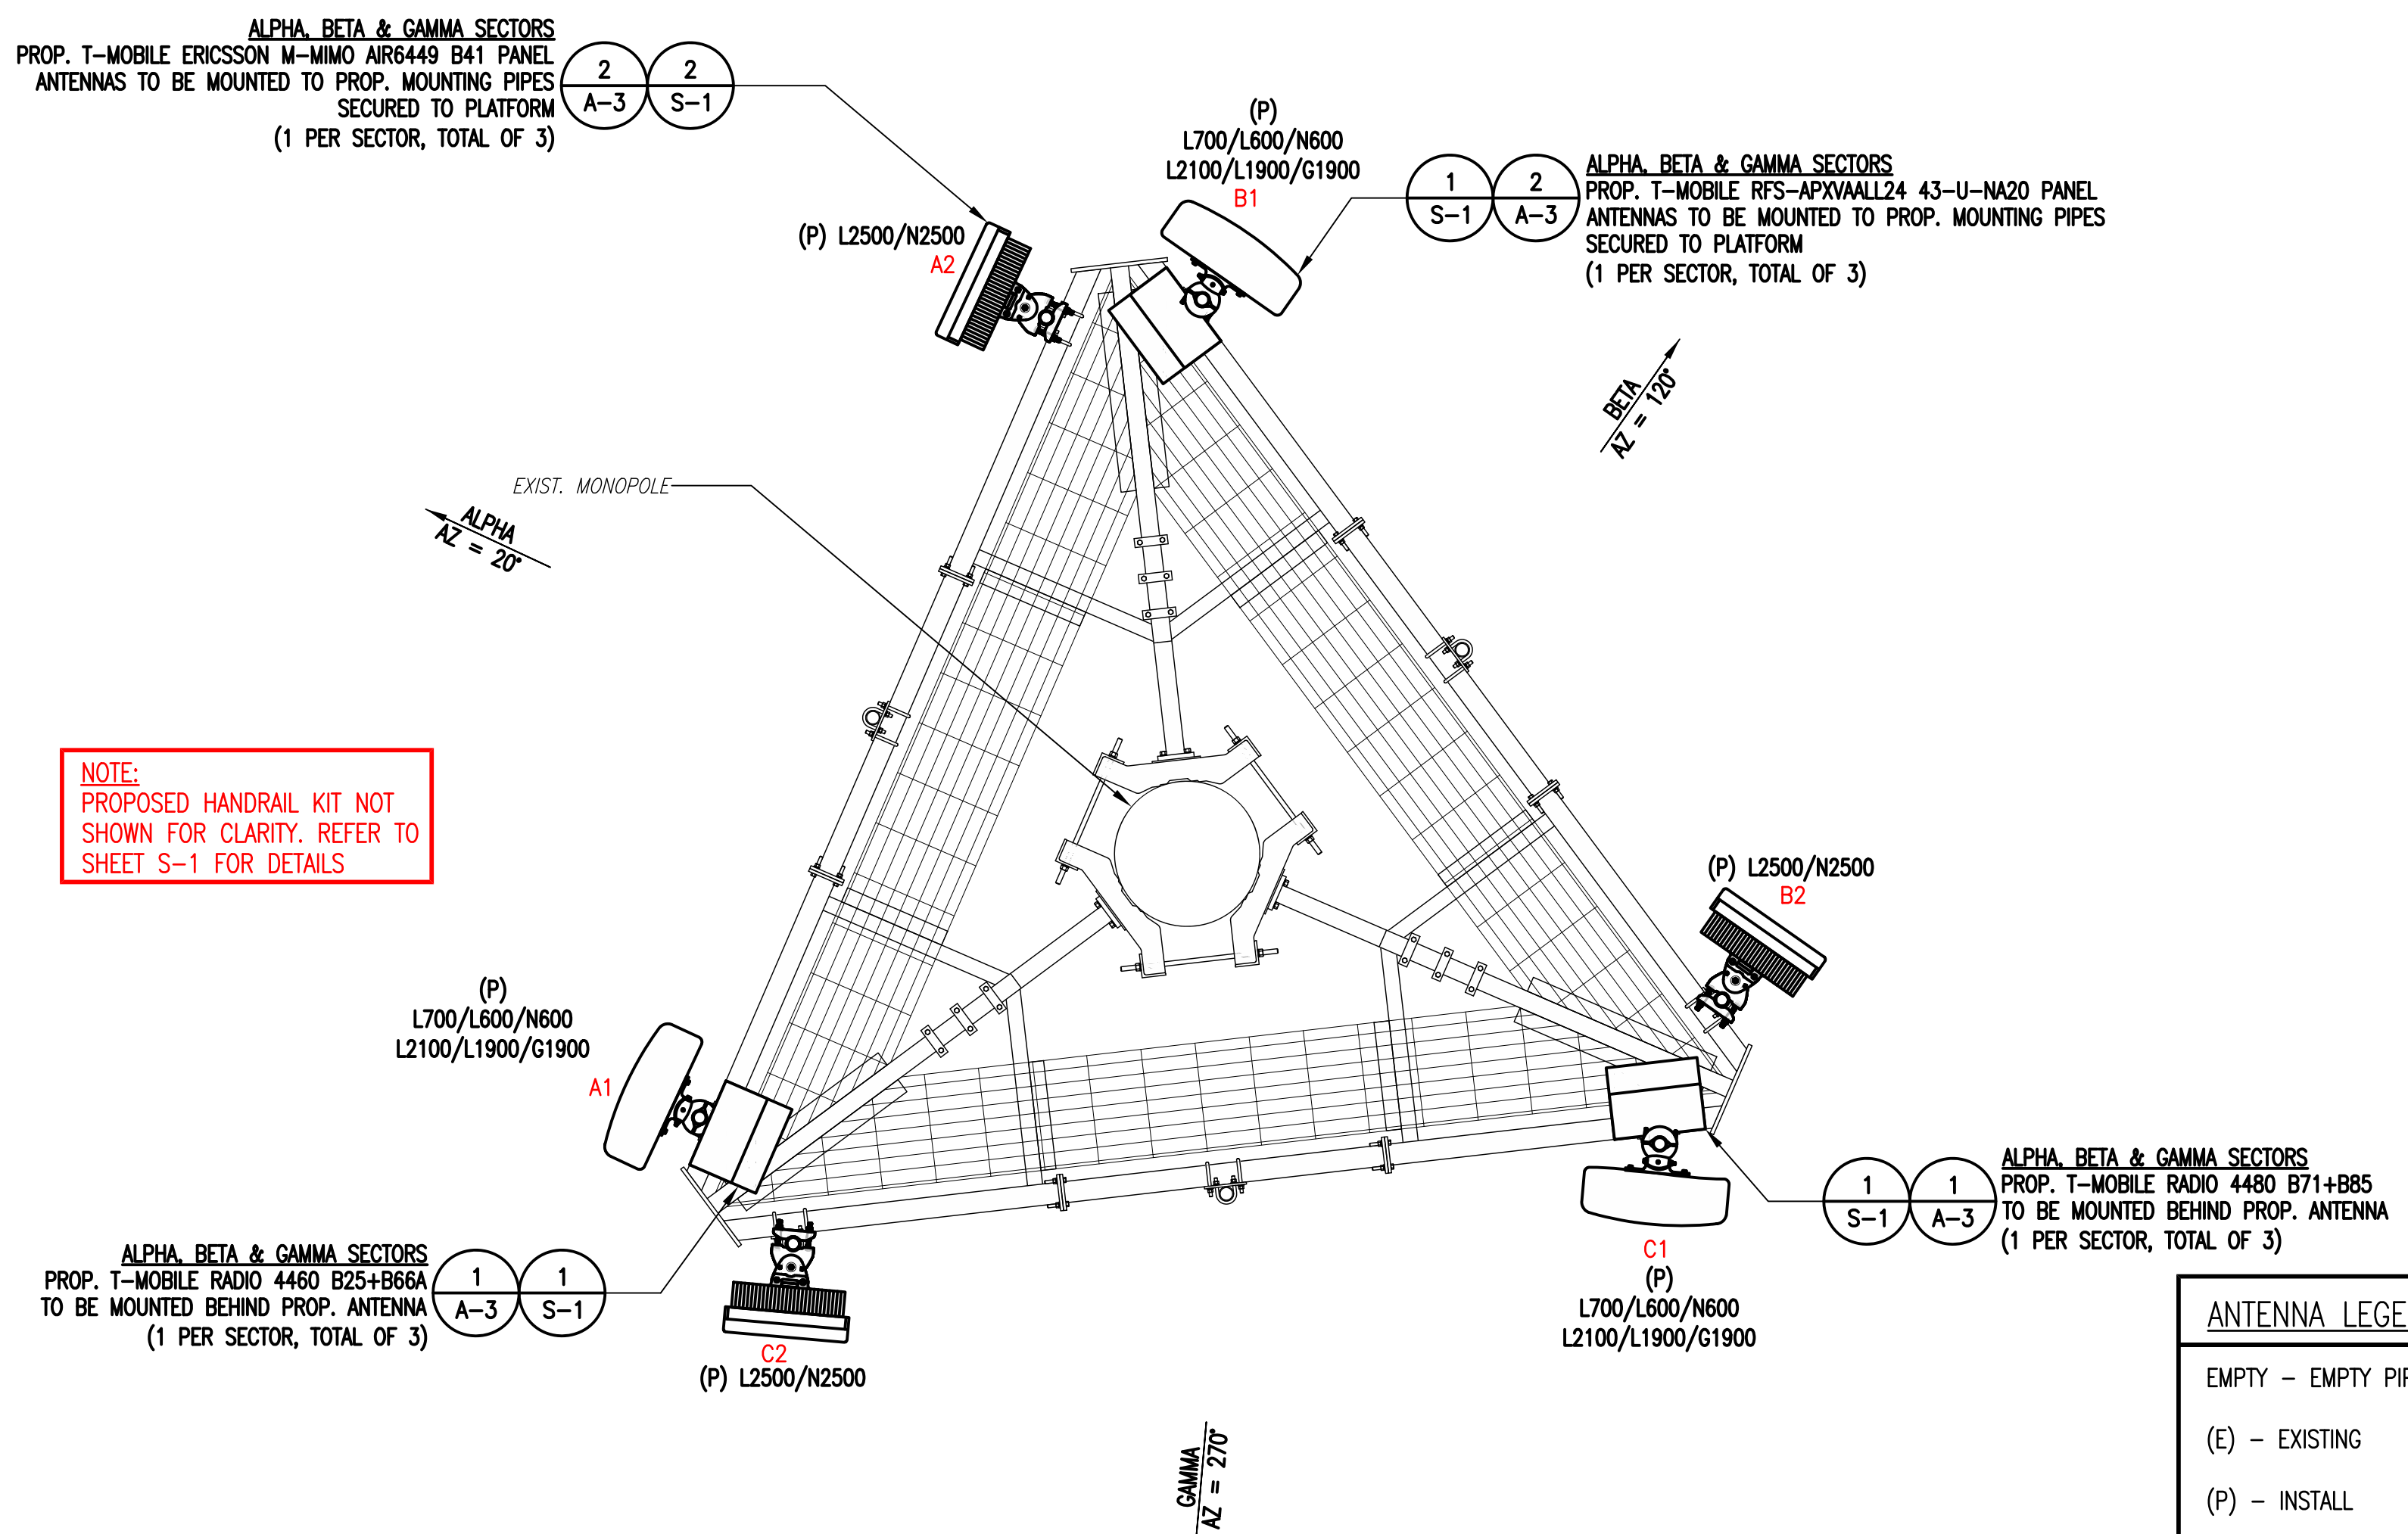 ALPHA, BETA & GAMMA SECTORS
PROP. T-MOBILE ERICSSON M-MIMO AIR6449 B41 PANEL
ANTENNAS TO BE MOUNTED TO PROP. MOUNTING PIPES
SECURED TO PLATFORM
(1 PER SECTOR, TOTAL OF 3)
2
A-3
2
S-1
(P)
L700/L600/N600
L2100/L1900/G1900
B1
1
S-1
2
A-3
ALPHA, BETA & GAMMA SECTORS
PROP. T-MOBILE RFS-APXVAALL24 43-U-NA20 PANEL
ANTENNAS TO BE MOUNTED TO PROP. MOUNTING PIPES
SECURED TO PLATFORM
(1 PER SECTOR, TOTAL OF 3)
(P) L2500/N2500
A2
BETA
AZ = 120°
EXIST. MONOPOLE
ALPHA
AZ = 20°
NOTE:
PROPOSED HANDRAIL KIT NOT
SHOWN FOR CLARITY. REFER TO
SHEET S-1 FOR DETAILS
(P) L2500/N2500
B2
(P)
L700/L600/N600
L2100/L1900/G1900
A1
ALPHA, BETA & GAMMA SECTORS
PROP. T-MOBILE RADIO 4480 B71+B85
TO BE MOUNTED BEHIND PROP. ANTENNA
(1 PER SECTOR, TOTAL OF 3)
1
S-1
1
A-3
ALPHA, BETA & GAMMA SECTORS
PROP. T-MOBILE RADIO 4460 B25+B66A
TO BE MOUNTED BEHIND PROP. ANTENNA
(1 PER SECTOR, TOTAL OF 3)
1
A-3
1
S-1
C1
(P)
L700/L600/N600
L2100/L1900/G1900
C2
(P) L2500/N2500
GAMMA
AZ = 270°
ANTENNA LEGE
EMPTY - EMPTY PI
(E) - EXISTING
(P) - INSTALL